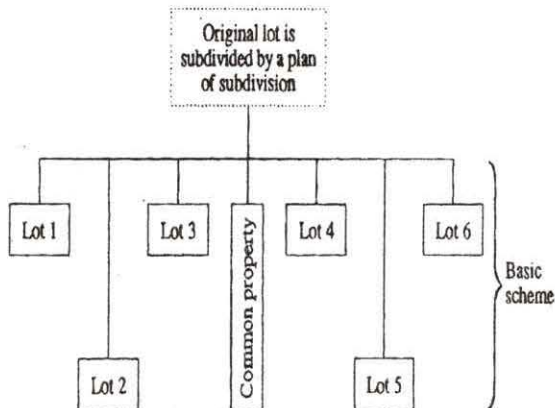 Original lot is
subdivided by a plan
of subdivision
Lot 1
Lot 3
Common property
Lot 4
Lot 6
Basic
scheme
Lot 2
Lot 5